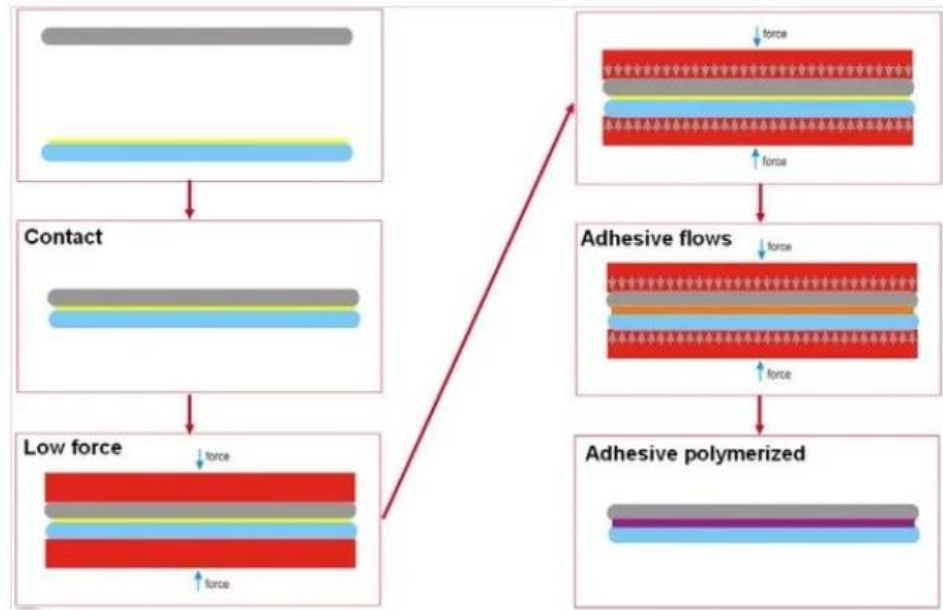 Contact
Low force
force
force
force
force
Adhesive flows
force
force
Adhesive polymerized